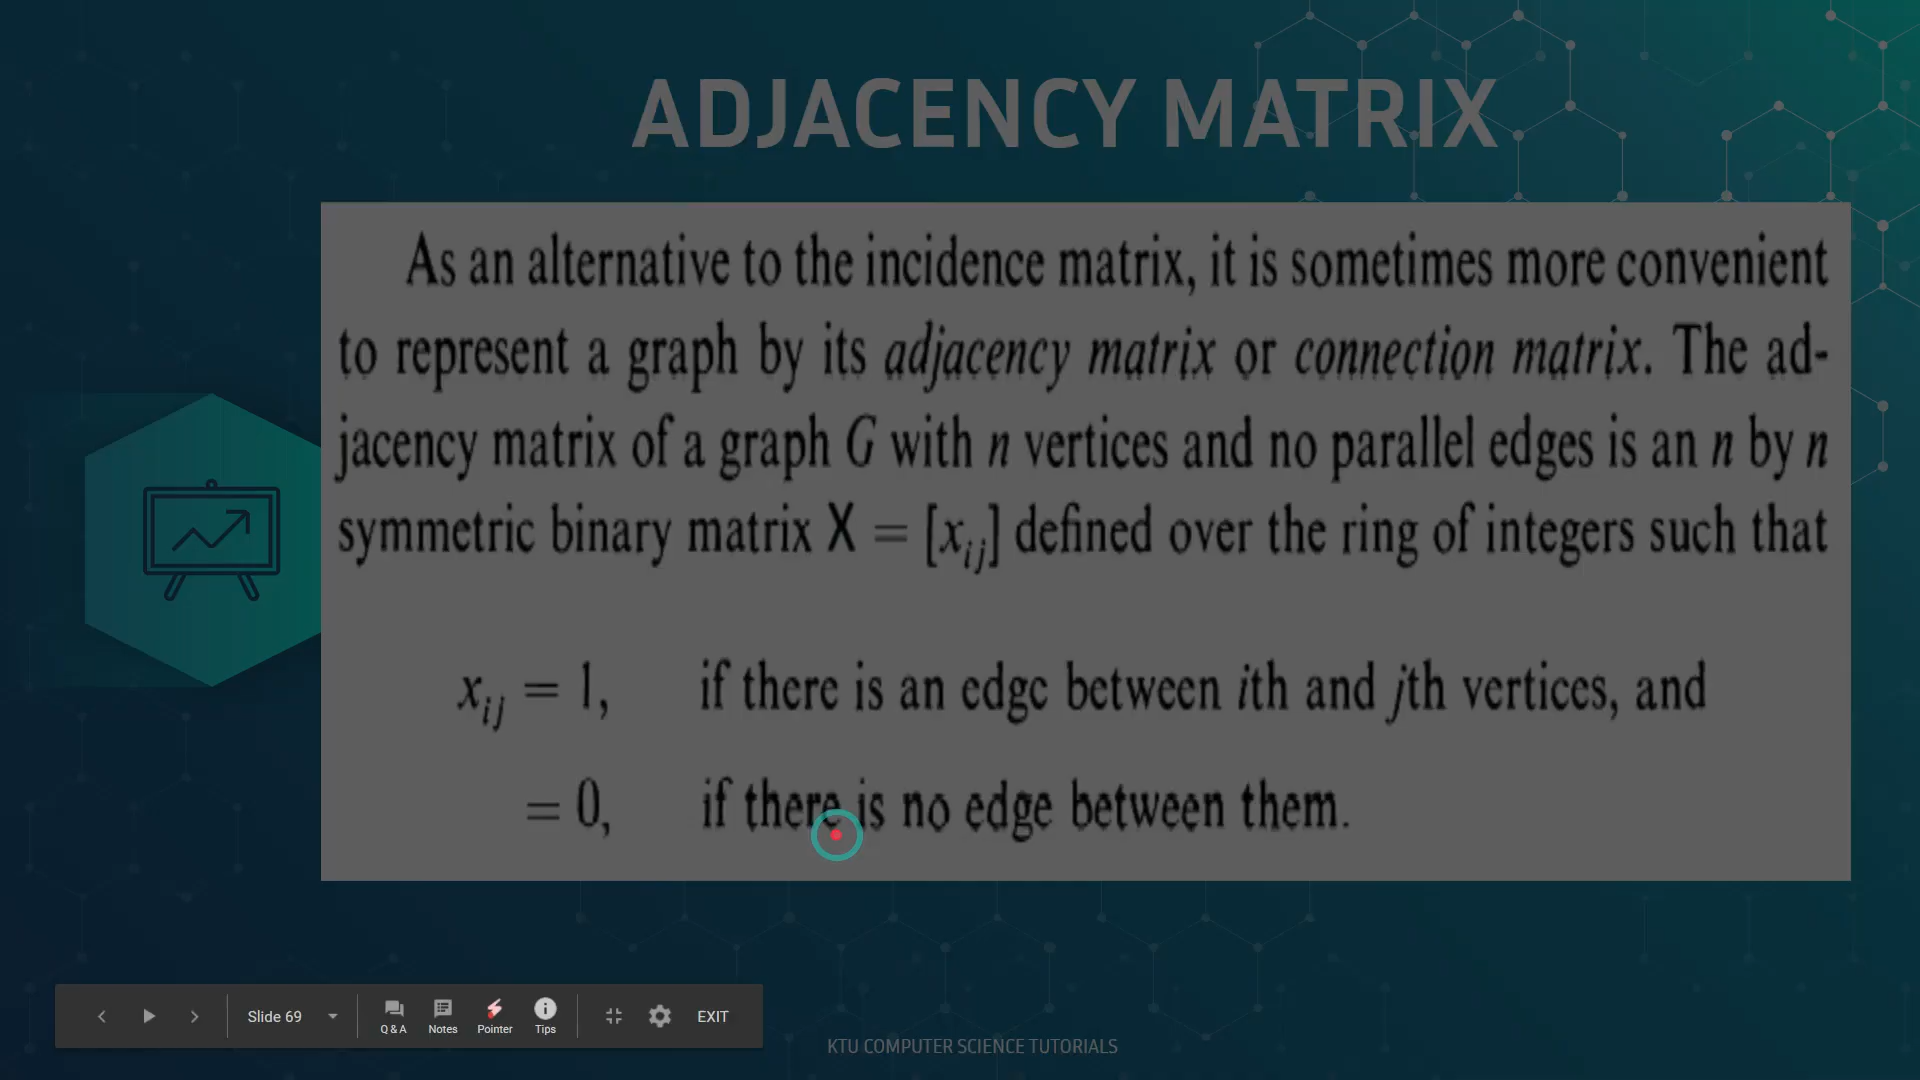 ADJACENCY MATRIX
As an alternative to the incidence matrix, it is sometimes more convenient
to represent a graph by its adjacency matrix or connection matrix. The ad-
jacency matrix of a graph G with n vertices and no parallel edges is an n by n
symmetric binary matrix X = [x_ij] defined over the ring of integers such that
x_ij = 1, if there is an edge between ith and jth vertices, and
= 0, if there is no edge between them.
Slide 69
Q & A Notes Pointer Tips
EXIT
KTU COMPUTER SCIENCE TUTORIALS